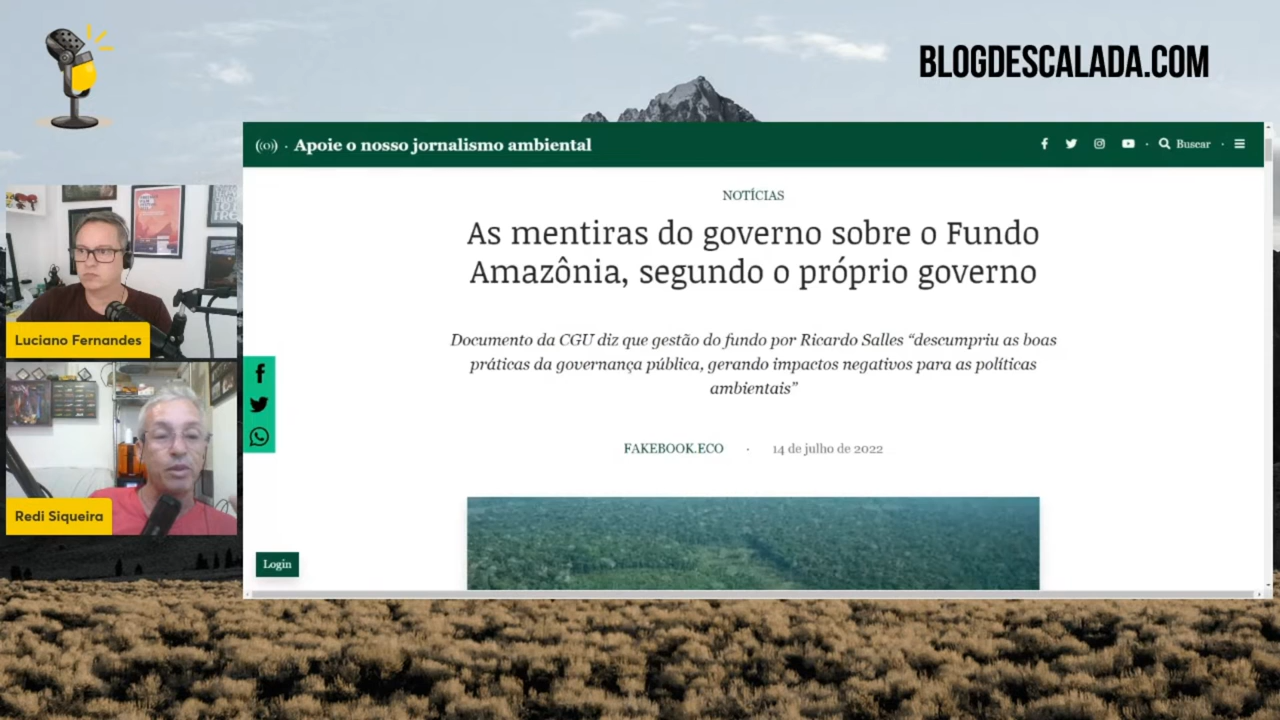 BLOGDESCALADA.COM
((o)) · Apoie o nosso jornalismo ambiental
Buscar
NOTÍCIAS
As mentiras do governo sobre o Fundo
Amazônia, segundo o próprio governo
Documento da CGU diz que gestão do fundo por Ricardo Salles “descumpriu as boas
práticas da governança pública, gerando impactos negativos para as políticas
ambientais”
FAKEBOOK.ECO · 14 de julho de 2022
Login
Luciano Fernandes
Redi Siqueira